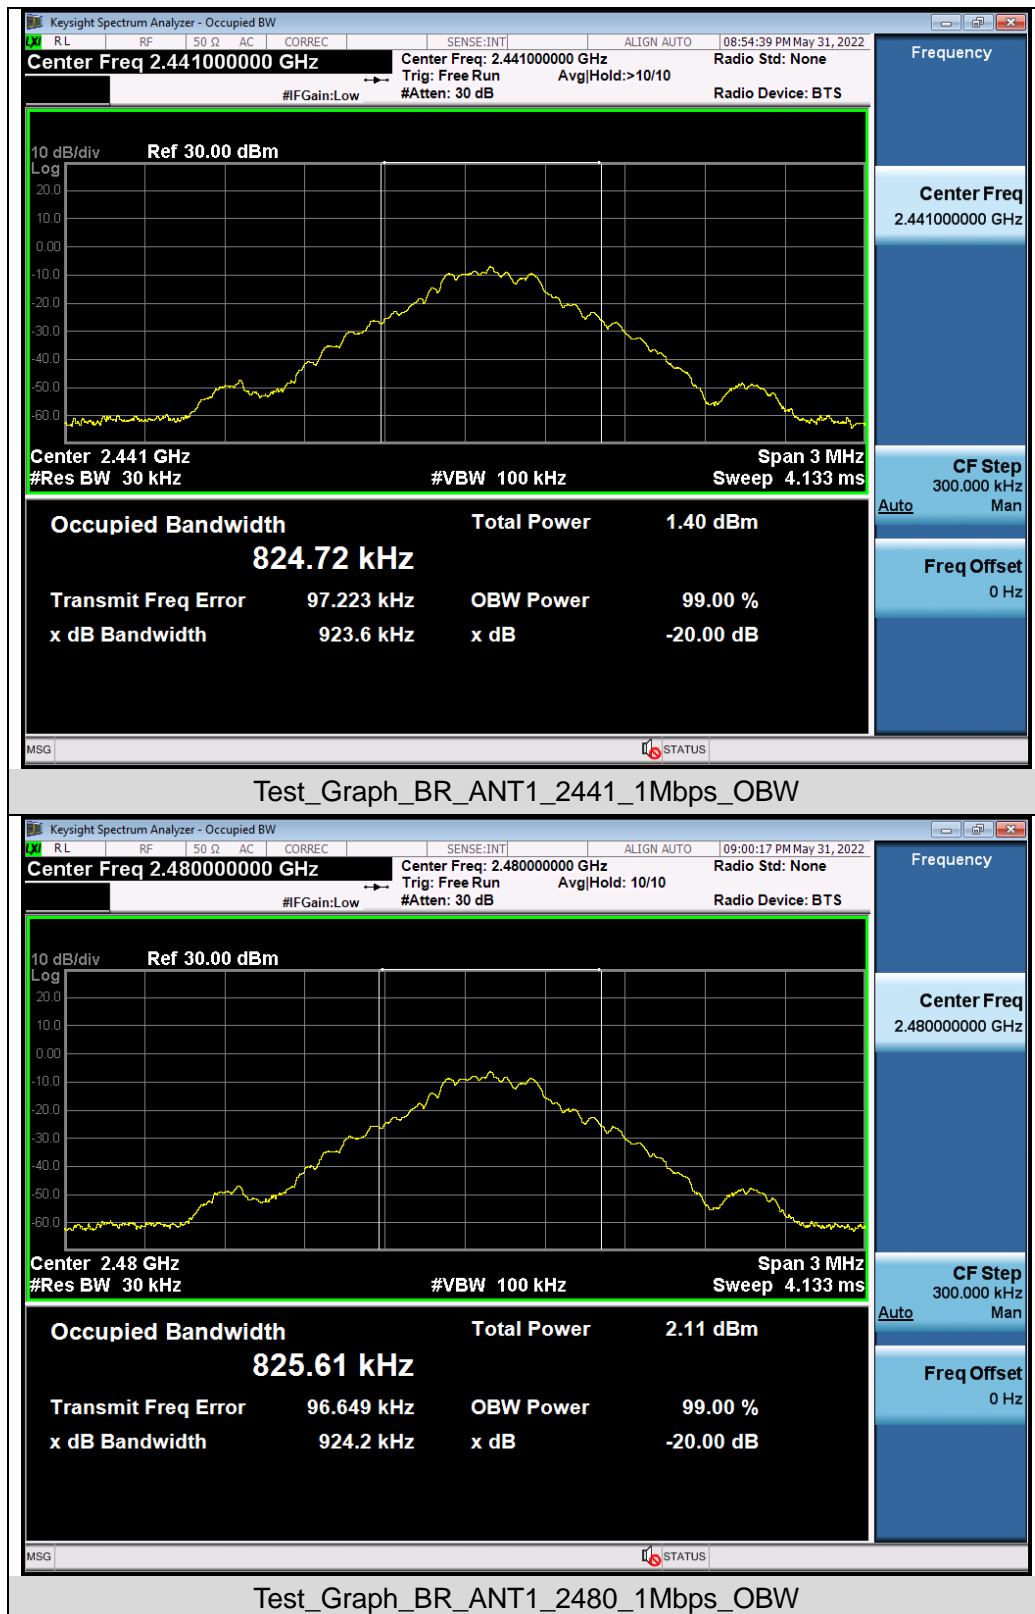 Keysight Spectrum Analyzer - Occupied BW
LXI RL RF 50 Ω AC CORREC SENSE:INT ALIGN AUTO 08:54:39 PM May 31, 2022
Center Freq 2.441000000 GHz
Center Freq: 2.441000000 GHz
Radio Std: None
Trig: Free Run
Avg|Hold:>10/10
#IFGain:Low
#Atten: 30 dB
Radio Device: BTS
10 dB/div
Ref 30.00 dBm
Log
20.0
10.0
0.00
-10.0
-20.0
-30.0
-40.0
-50.0
-60.0
Center 2.441 GHz
Span 3 MHz
#Res BW 30 kHz
#VBW 100 kHz
Sweep 4.133 ms
Occupied Bandwidth
Total Power
1.40 dBm
824.72 kHz
Transmit Freq Error
97.223 kHz
OBW Power
99.00 %
x dB Bandwidth
923.6 kHz
x dB
-20.00 dB
MSG
STATUS
Frequency
Center Freq
2.441000000 GHz
CF Step
300.000 kHz
Auto
Man
Freq Offset
0 Hz
Test_Graph_BR_ANT1_2441_1Mbps_OBW
Keysight Spectrum Analyzer - Occupied BW
LXI RL RF 50 Ω AC CORREC SENSE:INT ALIGN AUTO 09:00:17 PM May 31, 2022
Center Freq 2.480000000 GHz
Center Freq: 2.480000000 GHz
Radio Std: None
Trig: Free Run
Avg|Hold: 10/10
#IFGain:Low
#Atten: 30 dB
Radio Device: BTS
10 dB/div
Ref 30.00 dBm
Log
20.0
10.0
0.00
-10.0
-20.0
-30.0
-40.0
-50.0
-60.0
Center 2.48 GHz
Span 3 MHz
#Res BW 30 kHz
#VBW 100 kHz
Sweep 4.133 ms
Occupied Bandwidth
Total Power
2.11 dBm
825.61 kHz
Transmit Freq Error
96.649 kHz
OBW Power
99.00 %
x dB Bandwidth
924.2 kHz
x dB
-20.00 dB
MSG
STATUS
Frequency
Center Freq
2.480000000 GHz
CF Step
300.000 kHz
Auto
Man
Freq Offset
0 Hz
Test_Graph_BR_ANT1_2480_1Mbps_OBW